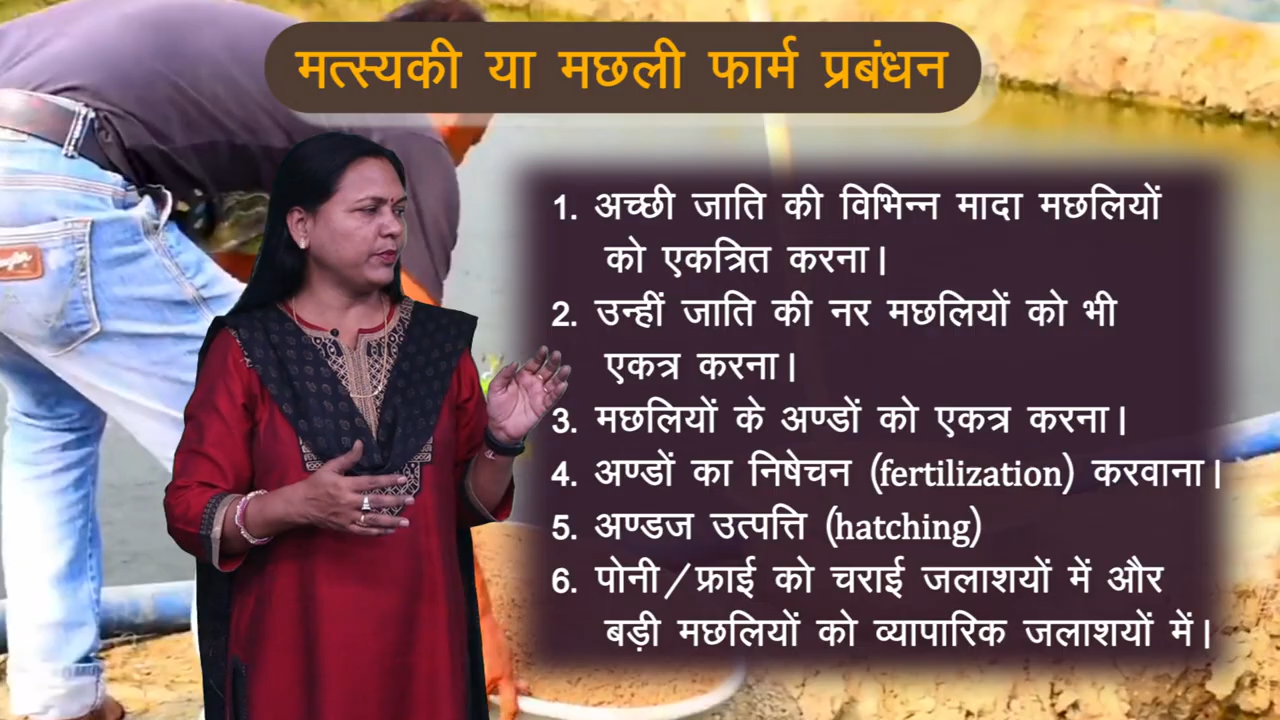 मत्स्यकी या मछली फार्म प्रबंधन
1. अच्छी जाति की विभिन्न मादा मछलियों
को एकत्रित करना।
2. उन्हीं जाति की नर मछलियों को भी
एकत्र करना।
3. मछलियों के अण्डों को एकत्र करना।
4. अण्डों का निषेचन (fertilization) करवाना।
5. अण्डज उत्पत्ति (hatching)
6. पोनी/फ्राई को चराई जलाशयों में और
बड़ी मछलियों को व्यापारिक जलाशयों में।